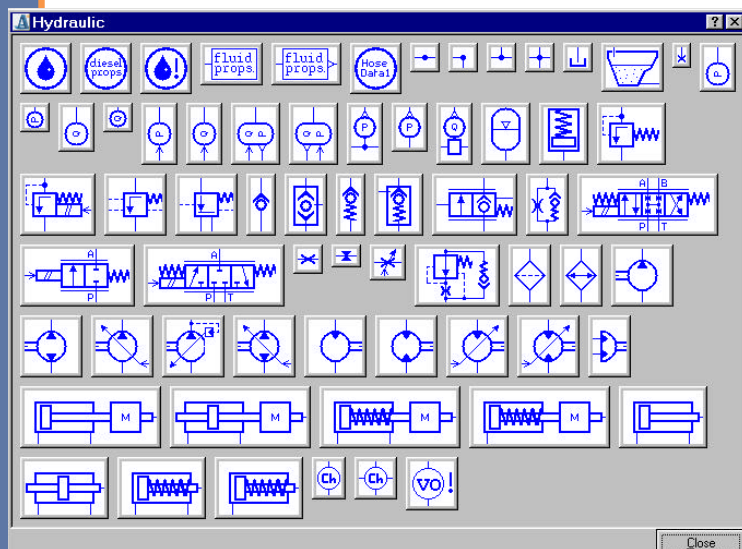 Hydraulic
diesel props
fluid props
fluid props
Hose Data1
P
P
Q
Q
P
Q
Q P
Q P
P
P
Q
A B
P T
A
P
A
P T
M
M
M
M
Ch
Ch
VO!
Close